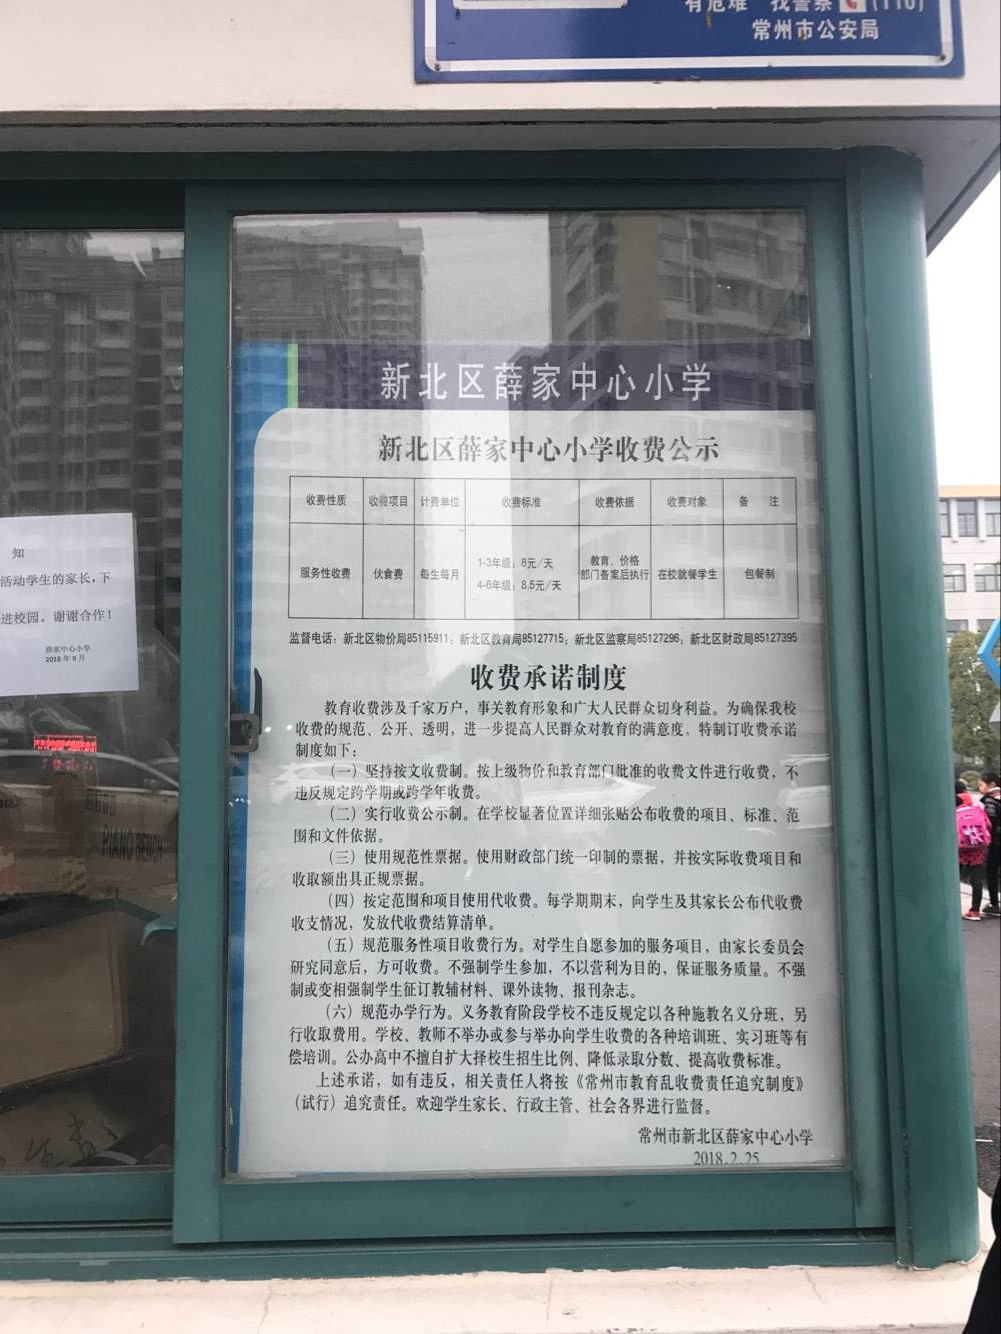 有危难 找警察 (110)
常州市公安局
新北区薛家中心小学
新北区薛家中心小学收费公示
收费性质 收费项目 计费单位 收费标准 收费依据 收费对象 备 注
服务性收费 伙食费 每生每月 1-3年级：8元/天 4-6年级：8.5元/天 教育、价格部门备案后执行 在校就餐学生 包餐制
监督电话：新北区物价局85115911；新北区教育局85127715；新北区监察局85127296；新北区财政局85127395
收费承诺制度
教育收费涉及千家万户，事关教育形象和广大人民群众切身利益。为确保我校
收费的规范、公开、透明，进一步提高人民群众对教育的满意度，特制订收费承诺
制度如下：
（一）坚持按文收费制。按上级物价和教育部门批准的收费文件进行收费，不
违反规定跨学期或跨学年收费。
（二）实行收费公示制。在学校显著位置详细张贴公布收费的项目、标准、范
围和文件依据。
（三）使用规范性票据。使用财政部门统一印制的票据，并按实际收费项目和
收取额出具正规票据。
（四）按定范围和项目使用代收费。每学期期末，向学生及其家长公布代收费
收支情况，发放代收费结算清单。
（五）规范服务性项目收费行为。对学生自愿参加的服务项目，由家长委员会
研究同意后，方可收费。不强制学生参加，不以营利为目的，保证服务质量。不强
制或变相强制学生征订教辅材料、课外读物、报刊杂志。
（六）规范办学行为。义务教育阶段学校不违反规定以各种施教名义分班，另
行收取费用。学校、教师不举办或参与举办向学生收费的各种培训班、实习班等有
偿培训。公办高中不擅自扩大择校生招生比例、降低录取分数、提高收费标准。
上述承诺，如有违反，相关责任人将按《常州市教育乱收费责任追究制度》
（试行）追究责任。欢迎学生家长、行政主管、社会各界进行监督。
常州市新北区薛家中心小学
2018.2.25
知
活动学生的家长，下
进校园。谢谢合作！
薛家中心小学
2018年9月
PIANO BENCH